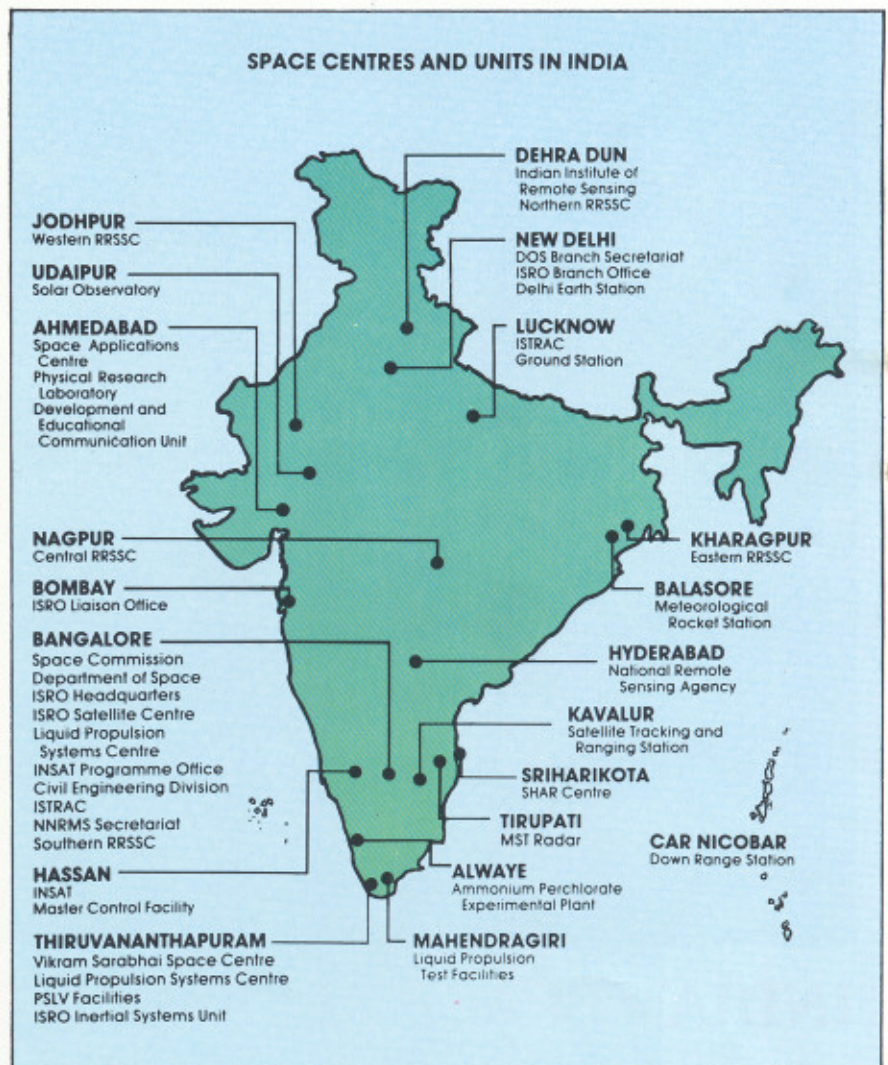 SPACE CENTRES AND UNITS IN INDIA
JODHPUR
Western RRSSC
UDAIPUR
Solar Observatory
AHMEDABAD
Space Applications
Centre
Physical Research
Laboratory
Development and
Educational
Communication Unit
NAGPUR
Central RRSSC
BOMBAY
ISRO Liaison Office
BANGALORE
Space Commission
Department of Space
ISRO Headquarters
ISRO Satellite Centre
Liquid Propulsion
Systems Centre
INSAT Programme Office
Civil Engineering Division
ISTRAC
NNRMS Secretariat
Southern RRSSC
HASSAN
INSAT
Master Control Facility
THIRUVANANTHAPURAM
Vikram Sarabhai Space Centre
Liquid Propulsion Systems Centre
PSLV Facilities
ISRO Inertial Systems Unit
DEHRA DUN
Indian Institute of
Remote Sensing
Northern RRSSC
NEW DELHI
DOS Branch Secretariat
ISRO Branch Office
Delhi Earth Station
LUCKNOW
ISTRAC
Ground Station
KHARAGPUR
Eastern RRSSC
BALASORE
Meteorological
Rocket Station
HYDERABAD
National Remote
Sensing Agency
KAVALUR
Satellite Tracking and
Ranging Station
SRIHARIKOTA
SHAR Centre
TIRUPATI
MST Radar
CAR NICOBAR
Down Range Station
ALWAYE
Ammonium Perchlorate
Experimental Plant
MAHENDRAGIRI
Liquid Propulsion
Test Facilities